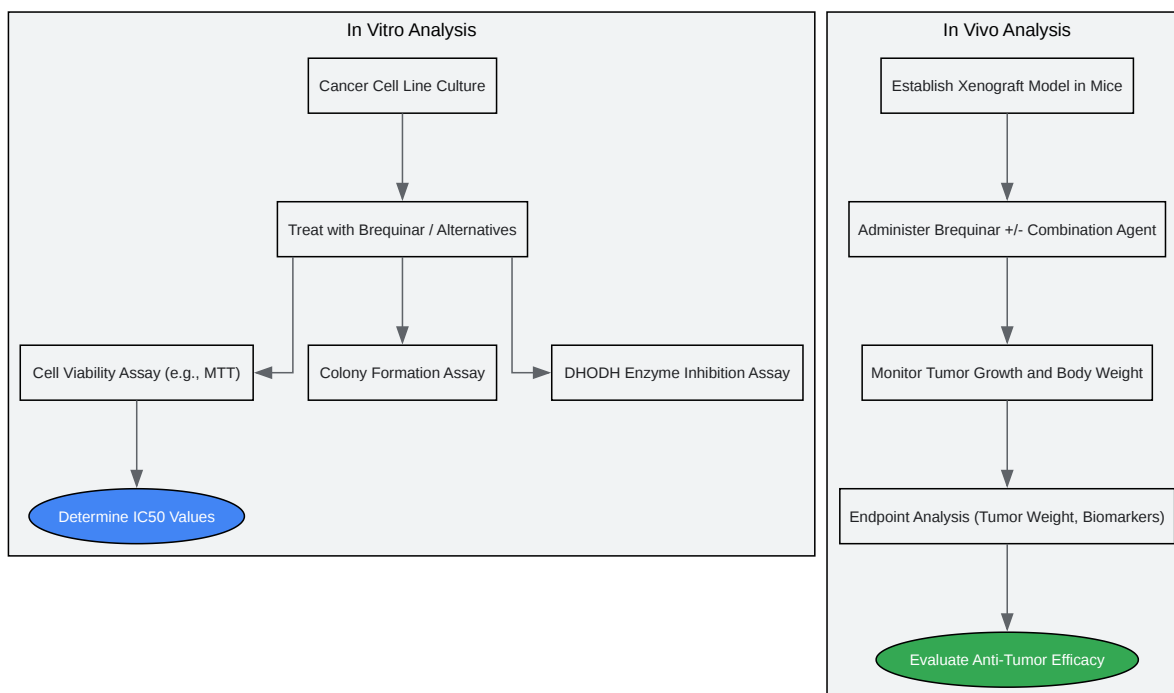 In Vitro Analysis
Cancer Cell Line Culture
Treat with Brequinar / Alternatives
Cell Viability Assay (e.g., MTT)
Colony Formation Assay
DHODH Enzyme Inhibition Assay
Determine IC50 Values
In Vivo Analysis
Establish Xenograft Model in Mice
Administer Brequinar +/- Combination Agent
Monitor Tumor Growth and Body Weight
Endpoint Analysis (Tumor Weight, Biomarkers)
Evaluate Anti-Tumor Efficacy